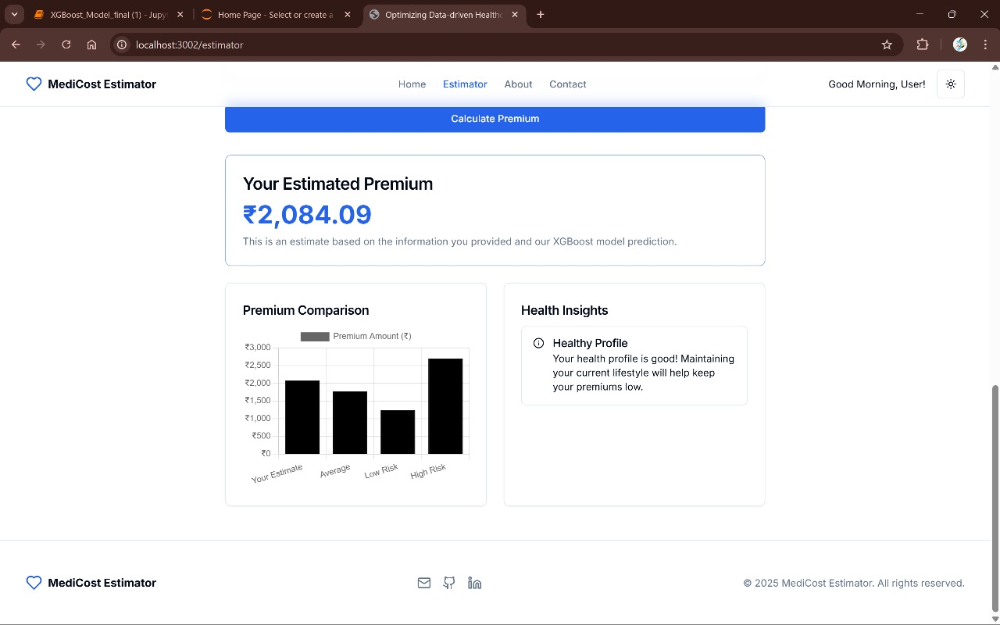 XGBoost_Model_final (1) - Jupyt
Home Page - Select or create a
Optimizing Data-driven Healthc
localhost:3002/estimator
MediCost Estimator
Home
Estimator
About
Contact
Good Morning, User!
Calculate Premium
Your Estimated Premium
₹2,084.09
This is an estimate based on the information you provided and our XGBoost model prediction.
Premium Comparison
Premium Amount (₹)
₹3,000
₹2,500
₹2,000
₹1,500
₹1,000
₹500
₹0
Your Estimate
Average
Low Risk
High Risk
Health Insights
Healthy Profile
Your health profile is good! Maintaining
your current lifestyle will help keep
your premiums low.
MediCost Estimator
© 2025 MediCost Estimator. All rights reserved.